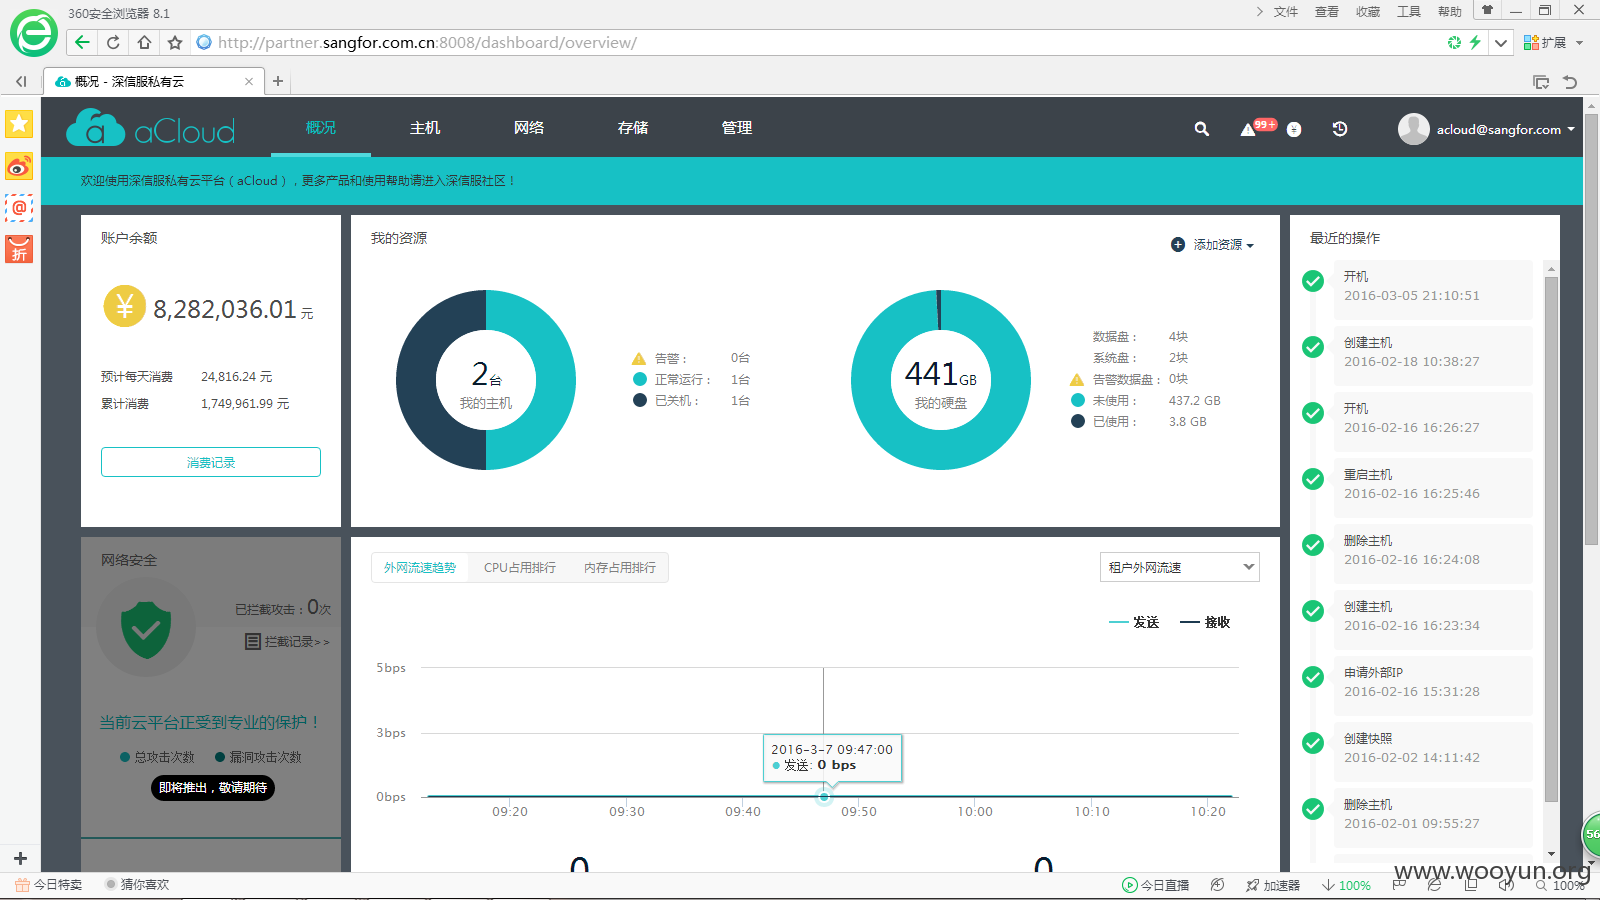 360安全浏览器 8.1
文件 查看 收藏 工具 帮助
http://partner.sangfor.com.cn:8008/dashboard/overview/
扩展
概况 - 深信服私有云
aCloud
概况 主机 网络 存储 管理
99+
acloud@sangfor.com
欢迎使用深信服私有云平台（aCloud），更多产品和使用帮助请进入深信服社区！
折
账户余额
¥ 8,282,036.01 元
预计每天消费 24,816.24 元
累计消费 1,749,961.99 元
消费记录
我的资源
添加资源
2台
我的主机
告警： 0台
正常运行： 1台
已关机： 1台
441GB
我的硬盘
数据盘： 4块
系统盘： 2块
告警数据盘： 0块
未使用： 437.2 GB
已使用： 3.8 GB
最近的操作
开机
2016-03-05 21:10:51
创建主机
2016-02-18 10:38:27
开机
2016-02-16 16:26:27
重启主机
2016-02-16 16:25:46
删除主机
2016-02-16 16:24:08
创建主机
2016-02-16 16:23:34
申请外部IP
2016-02-16 15:31:28
创建快照
2016-02-02 14:11:42
删除主机
2016-02-01 09:55:27
网络安全
已拦截攻击：0次
拦截记录>>
当前云平台正受到专业的保护！
总攻击次数 漏洞攻击次数
即将推出，敬请期待
外网流速趋势 CPU占用排行 内存占用排行
租户外网流速
发送 接收
5bps
3bps
0bps
2016-3-7 09:47:00
发送: 0 bps
09:20 09:30 09:40 09:50 10:00 10:10 10:20
0 0
56
www.wooyun.org
今日特卖 猜你喜欢
今日直播 加速器 100% 100%